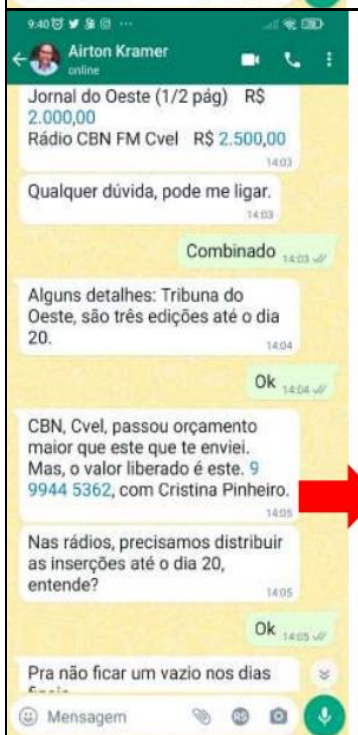 9:40
Airton Kramer
online
Jornal do Oeste (1/2 pág) R$
2.000,00
Rádio CBN FM Cvel R$ 2.500,00
14:03
Qualquer dúvida, pode me ligar.
14:03
Combinado 14:03
Alguns detalhes: Tribuna do
Oeste, são três edições até o dia
20.
14:04
Ok 14:04
CBN, Cvel, passou orçamento
maior que este que te enviei.
Mas, o valor liberado é este. 9
9944 5362, com Cristina Pinheiro.
14:05
Nas rádios, precisamos distribuir
as inserções até o dia 20,
entende?
14:05
Ok 14:05
Pra não ficar um vazio nos dias
Mensagem